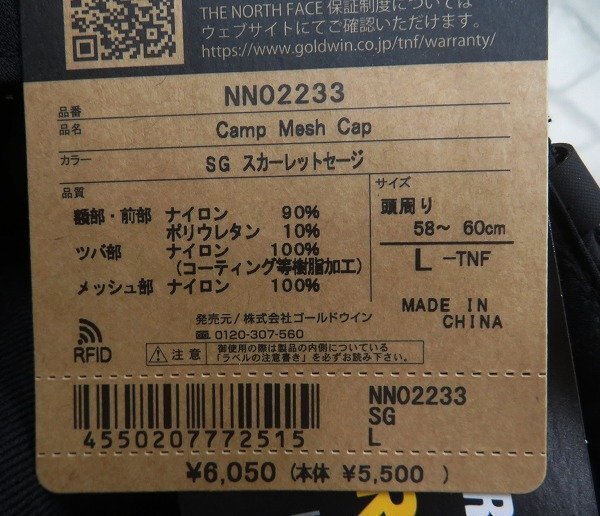 THE NORTH FACE 保証制度については
ウェブサイトにてご確認いただけます。
https://www.goldwin.co.jp/tnf/warranty/
品番 NN02233
品名 Camp Mesh Cap
カラー SG スカーレットセージ
品質
額部・前部 ナイロン 90%
ポリウレタン 10%
ツバ部 ナイロン 100%
(コーティング等樹脂加工)
メッシュ部 ナイロン 100%
サイズ
頭周り
58～ 60cm
L -TNF
MADE IN
CHINA
発売元/株式会社ゴールドウイン
0120-307-560
RFID
注意
御使用の際は製品の内側についている
「ラベルの注意書き」を必ずお読み下さい。
4550207772515
NN02233
SG
L
¥6,050 (本体 ¥5,500 )
R
R